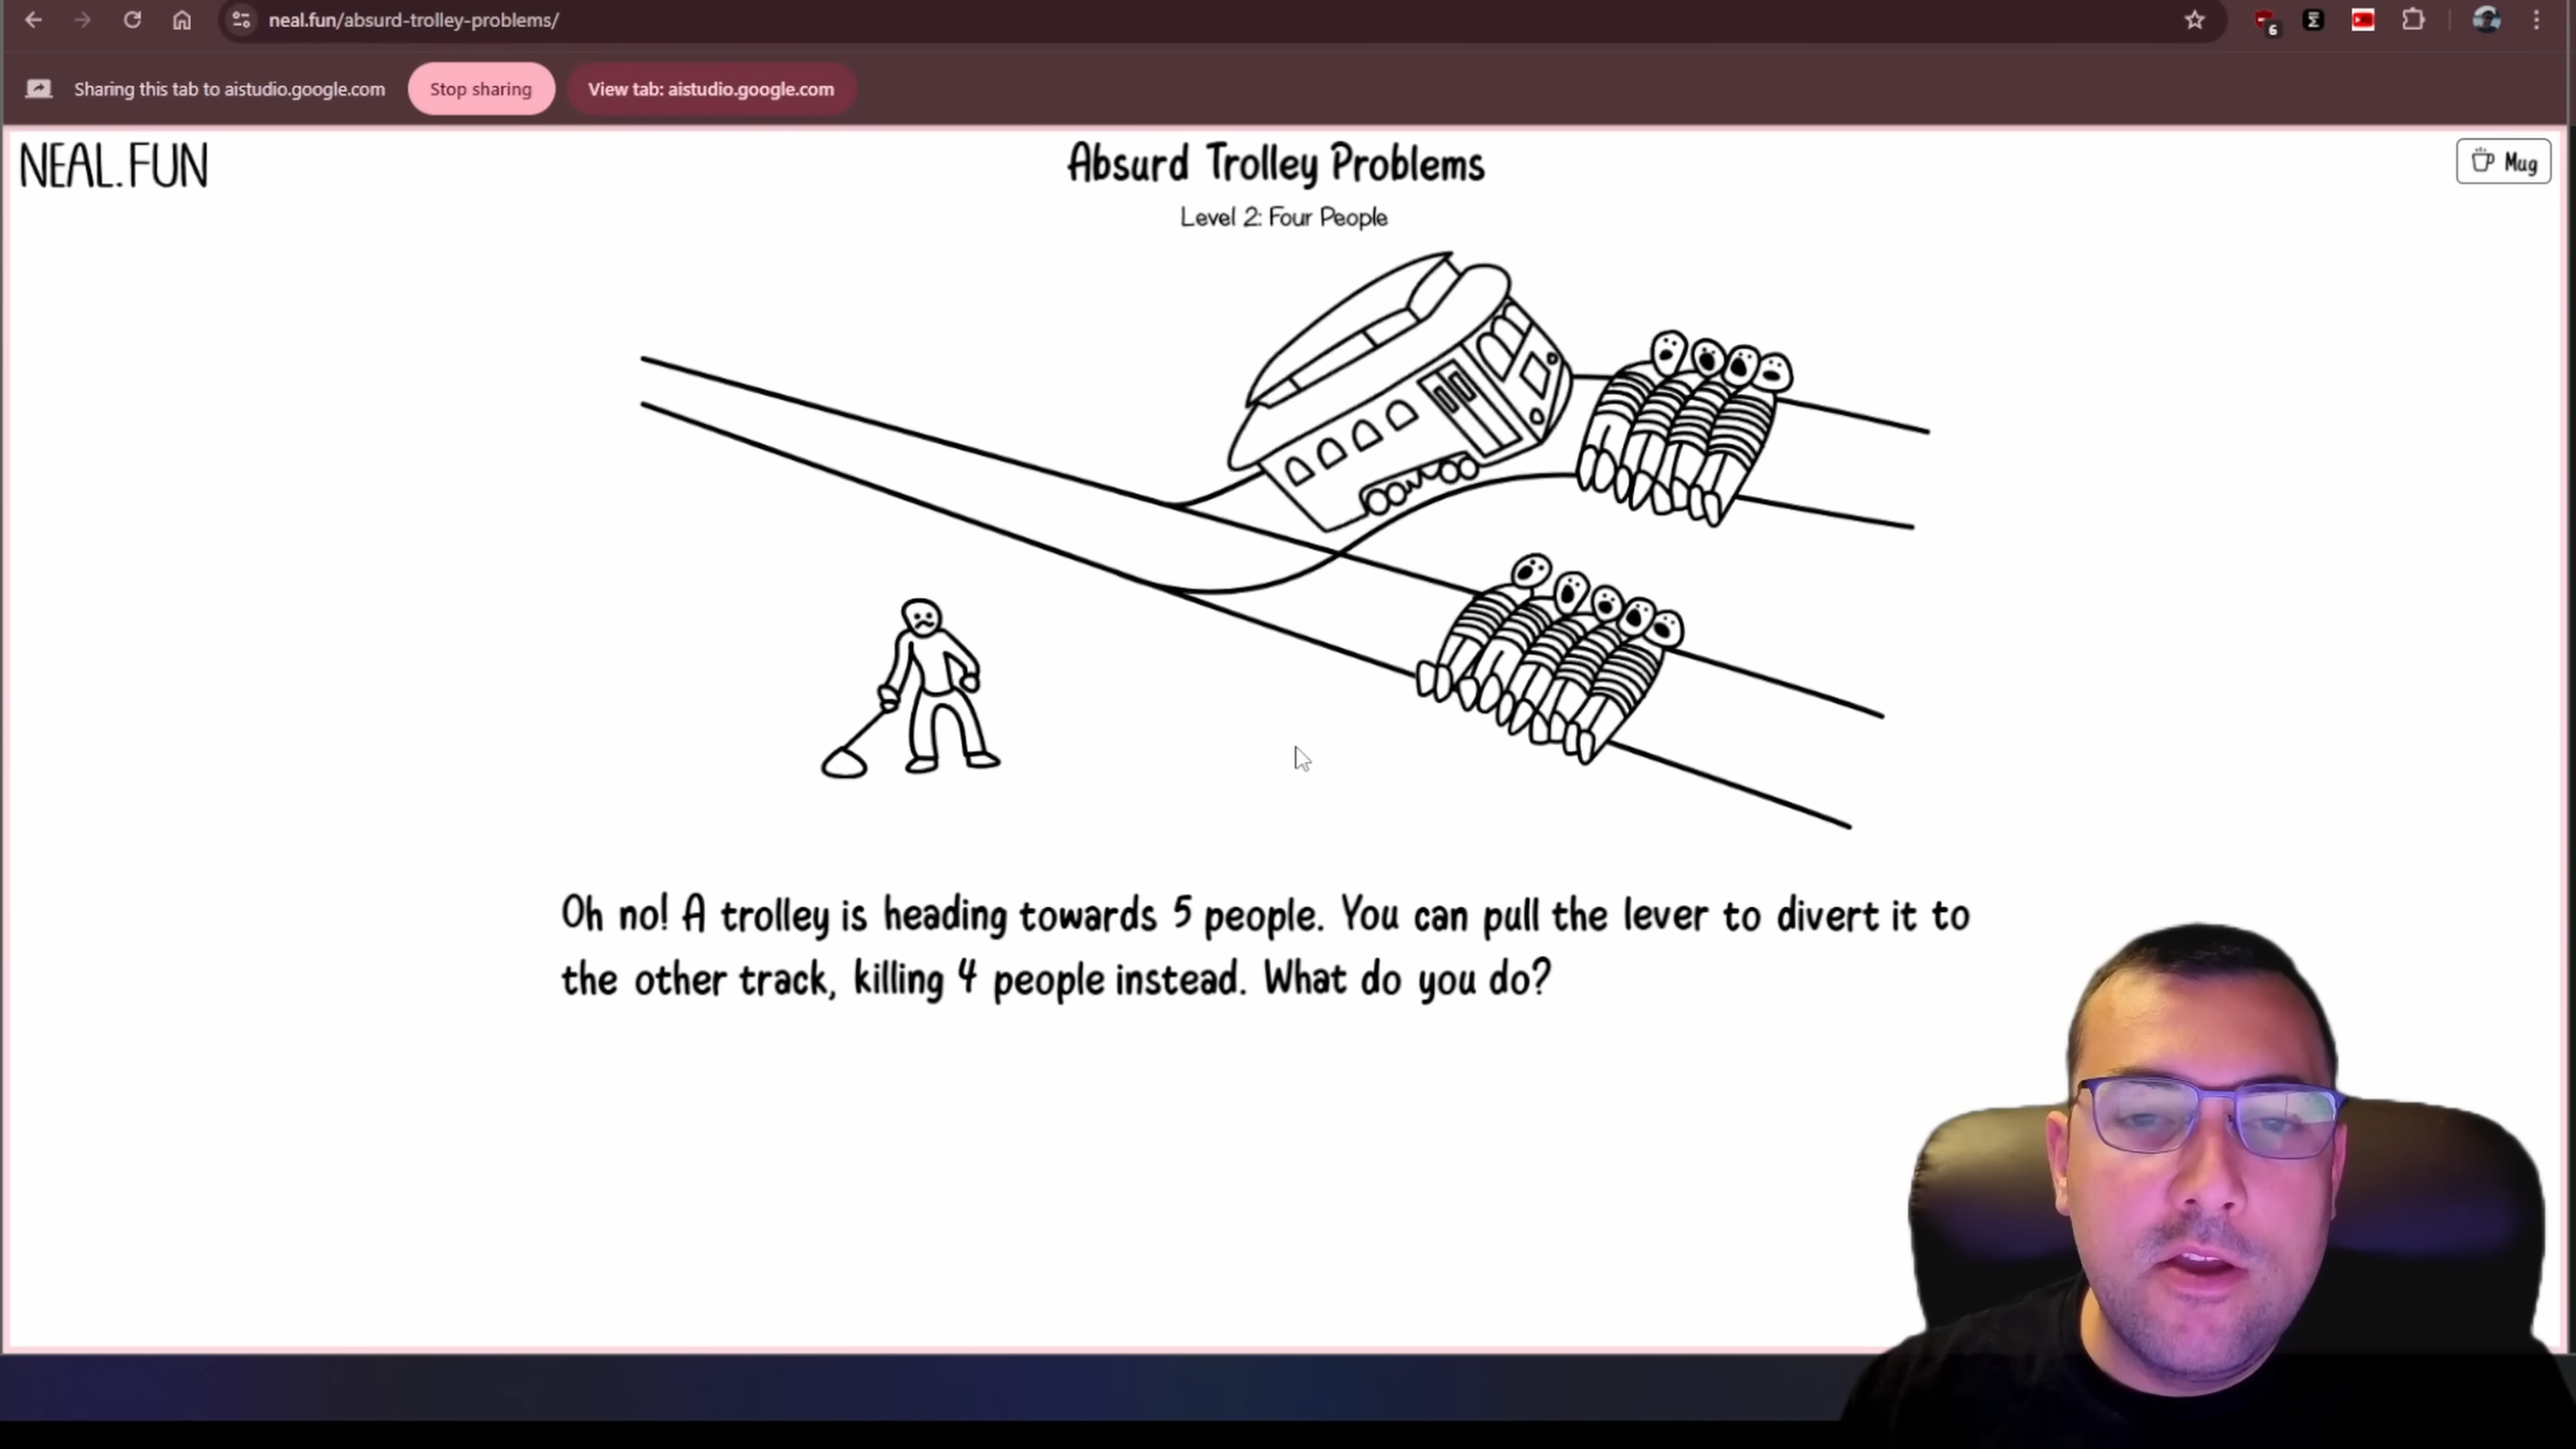 neal.fun/absurd-trolley-problems/
6
Sharing this tab to aistudio.google.com
Stop sharing
View tab: aistudio.google.com
NEAL.FUN
Absurd Trolley Problems
Mug
Level 2: Four People
Oh no! A trolley is heading towards 5 people. You can pull the lever to divert it to
the other track, killing 4 people instead. What do you do?